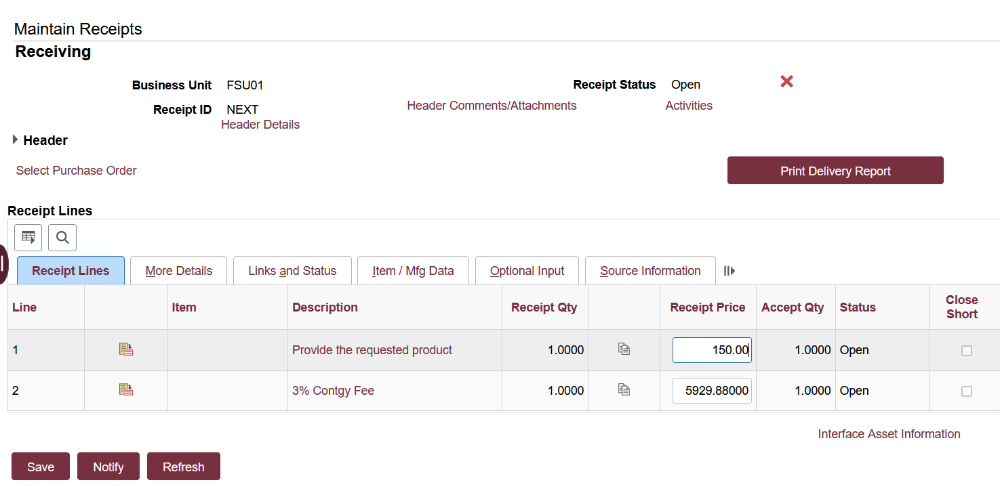 Maintain Receipts
Receiving
Business Unit FSU01 Receipt Status Open
Receipt ID NEXT Header Comments/Attachments Activities
Header Details
Header
Select Purchase Order Print Delivery Report
Receipt Lines
Receipt Lines More Details Links and Status Item / Mfg Data Optional Input Source Information
Line Item Description Receipt Qty Receipt Price Accept Qty Status Close Short
1 Provide the requested product 1.0000 150.00 1.0000 Open
2 3% Contgy Fee 1.0000 5929.88000 1.0000 Open
Interface Asset Information
Save Notify Refresh